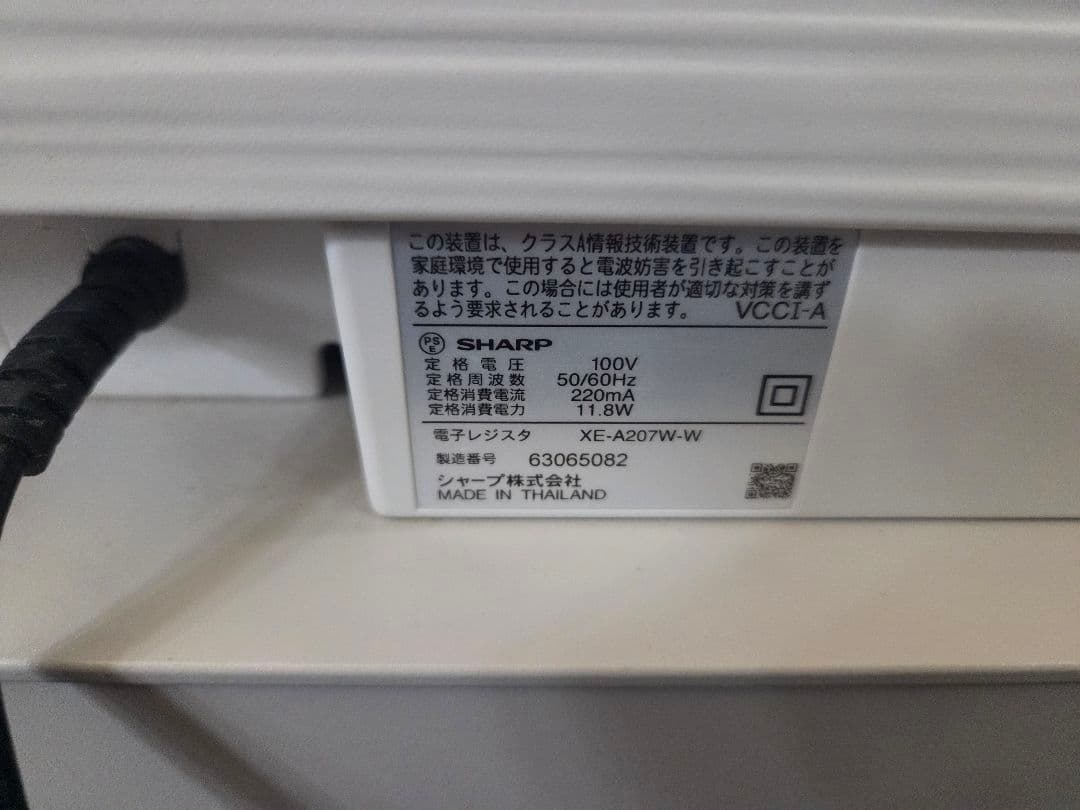 この装置は、クラスA情報技術装置です。この装置を
家庭環境で使用すると電波妨害を引き起こすことが
あります。この場合には使用者が適切な対策を講ず
るよう要求されることがあります。 VCCI-A
PS E SHARP
定格電圧 100V
定格周波数 50/60Hz
定格消費電流 220mA
定格消費電力 11.8W
電子レジスタ XE-A207W-W
製造番号 63065082
シャープ株式会社
MADE IN THAILAND